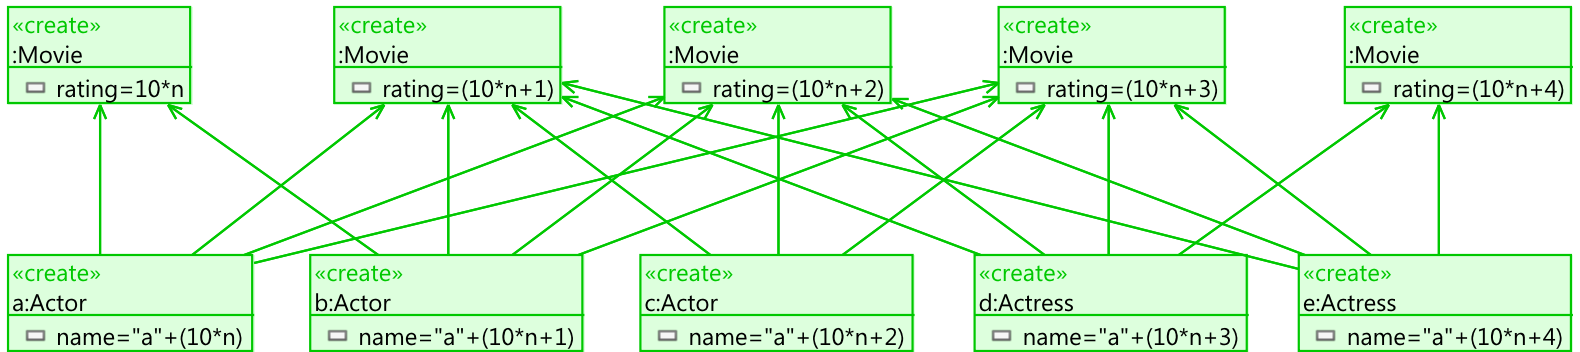 «create»
:Movie
rating=10*n
«create»
:Movie
rating=(10*n+1)
«create»
:Movie
rating=(10*n+2)
«create»
:Movie
rating=(10*n+3)
«create»
:Movie
rating=(10*n+4)
«create»
a:Actor
name="a"+(10*n)
«create»
b:Actor
name="a"+(10*n+1)
«create»
c:Actor
name="a"+(10*n+2)
«create»
d:Actress
name="a"+(10*n+3)
«create»
e:Actress
name="a"+(10*n+4)